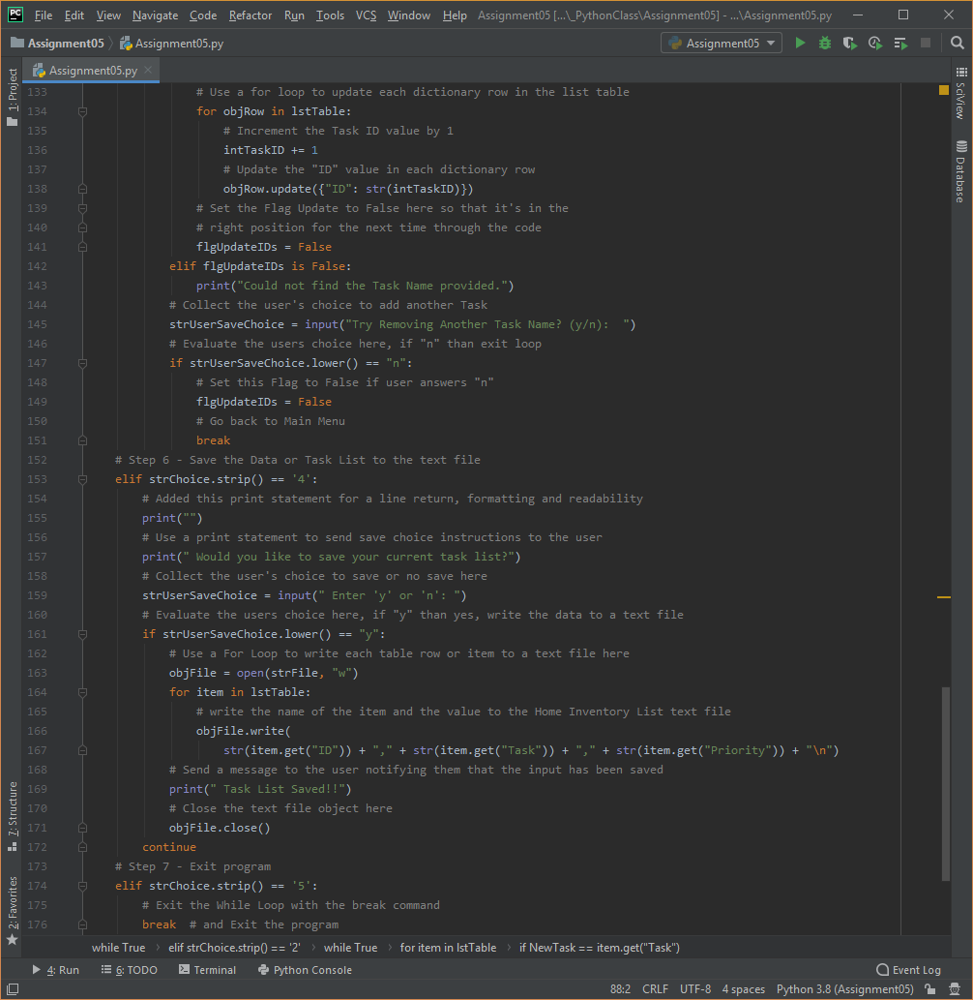 PC File Edit View Navigate Code Refactor Run Tools VCS Window Help Assignment05 [...\_PythonClass\Assignment05] - ...\Assignment05.py
Assignment05 Assignment05.py Assignment05
Assignment05.py
1: Project
SciView
Database
133 # Use a for loop to update each dictionary row in the list table
134 for objRow in lstTable:
135 # Increment the Task ID value by 1
136 intTaskID += 1
137 # Update the "ID" value in each dictionary row
138 objRow.update({"ID": str(intTaskID)})
139 # Set the Flag Update to False here so that it's in the
140 # right position for the next time through the code
141 flgUpdateIDs = False
142 elif flgUpdateIDs is False:
143 print("Could not find the Task Name provided.")
144 # Collect the user's choice to add another Task
145 strUserSaveChoice = input("Try Removing Another Task Name? (y/n):  ")
146 # Evaluate the users choice here, if "n" than exit loop
147 if strUserSaveChoice.lower() == "n":
148 # Set this Flag to False if user answers "n"
149 flgUpdateIDs = False
150 # Go back to Main Menu
151 break
152 # Step 6 - Save the Data or Task List to the text file
153 elif strChoice.strip() == '4':
154 # Added this print statement for a line return, formatting and readability
155 print("")
156 # Use a print statement to send save choice instructions to the user
157 print(" Would you like to save your current task list?")
158 # Collect the user's choice to save or no save here
159 strUserSaveChoice = input(" Enter 'y' or 'n': ")
160 # Evaluate the users choice here, if "y" than yes, write the data to a text file
161 if strUserSaveChoice.lower() == "y":
162 # Use a For Loop to write each table row or item to a text file here
163 objFile = open(strFile, "w")
164 for item in lstTable:
165 # write the name of the item and the value to the Home Inventory List text file
166 objFile.write(
167 str(item.get("ID")) + "," + str(item.get("Task")) + "," + str(item.get("Priority")) + "\n")
168 # Send a message to the user notifying them that the input has been saved
169 print(" Task List Saved!!")
170 # Close the text file object here
171 objFile.close()
172 continue
173 # Step 7 - Exit program
174 elif strChoice.strip() == '5':
175 # Exit the While Loop with the break command
176 break  # and Exit the program
7: Structure
2: Favorites
while True elif strChoice.strip() == '2' while True for item in lstTable if NewTask == item.get("Task")
4: Run 6: TODO Terminal Python Console Event Log
88:2 CRLF UTF-8 4 spaces Python 3.8 (Assignment05)